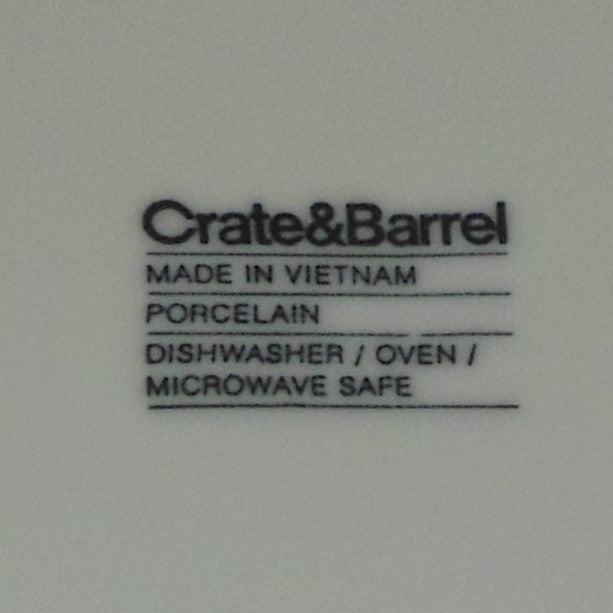 Crate&Barrel
MADE IN VIETNAM
PORCELAIN
DISHWASHER / OVEN /
MICROWAVE SAFE